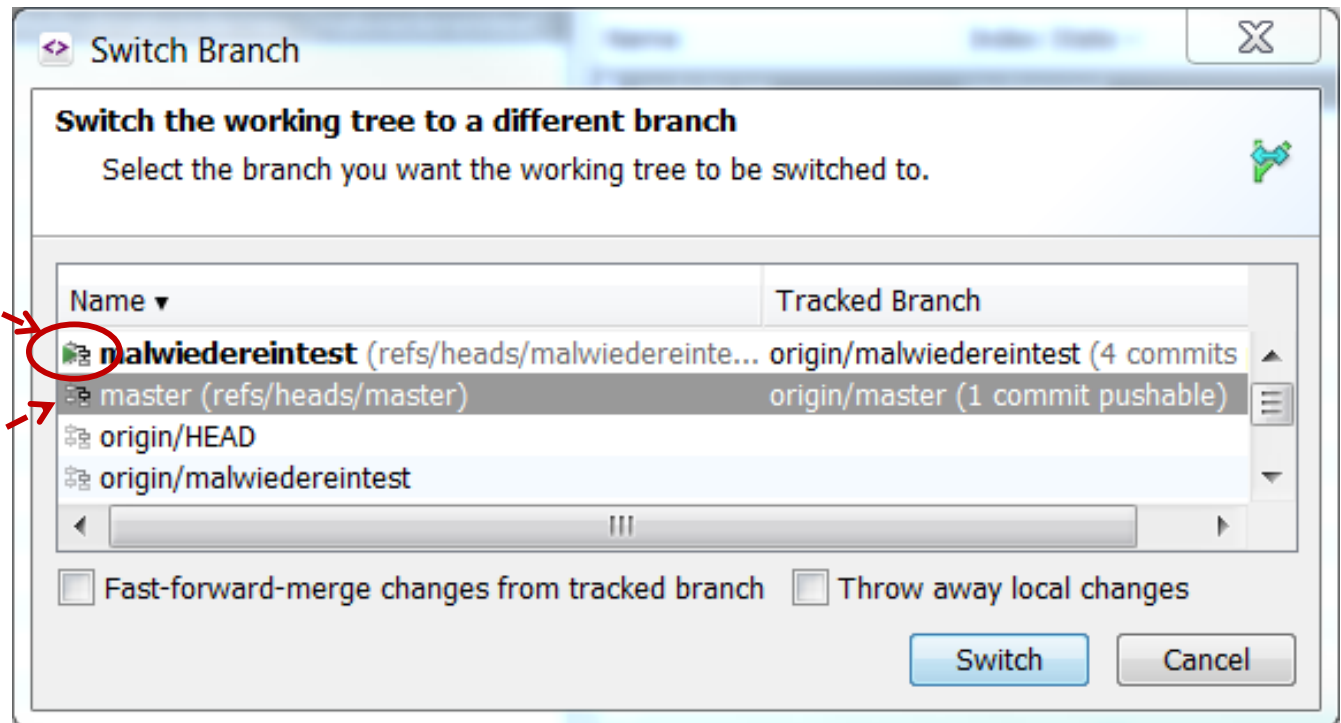 Switch Branch
Switch the working tree to a different branch
Select the branch you want the working tree to be switched to.
Name Tracked Branch
malwiedereintest (refs/heads/malwiedereinte... origin/malwiedereintest (4 commits
master (refs/heads/master) origin/master (1 commit pushable)
origin/HEAD
origin/malwiedereintest
Fast-forward-merge changes from tracked branch Throw away local changes
Switch Cancel